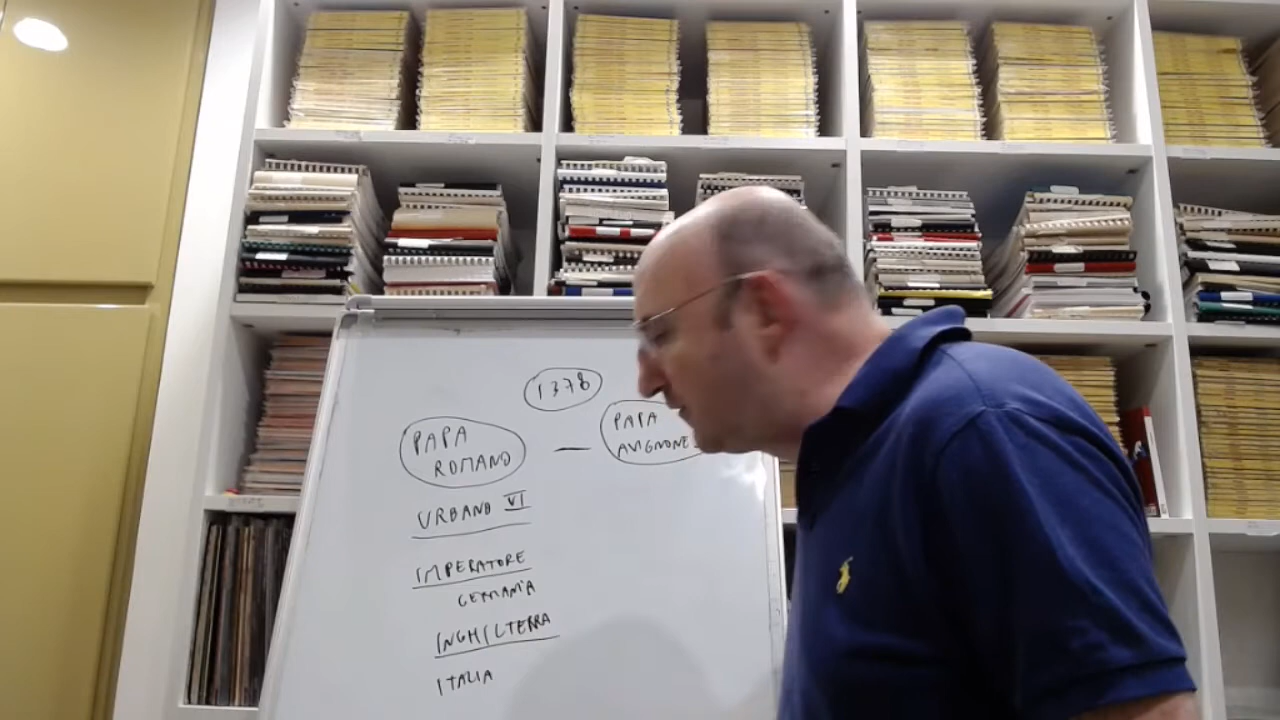 1378
PAPA
ROMANO
—
PAPA
AVIGNONE
URBANO VI
IMPERATORE
GERMANIA
INGHILTERRA
ITALIA